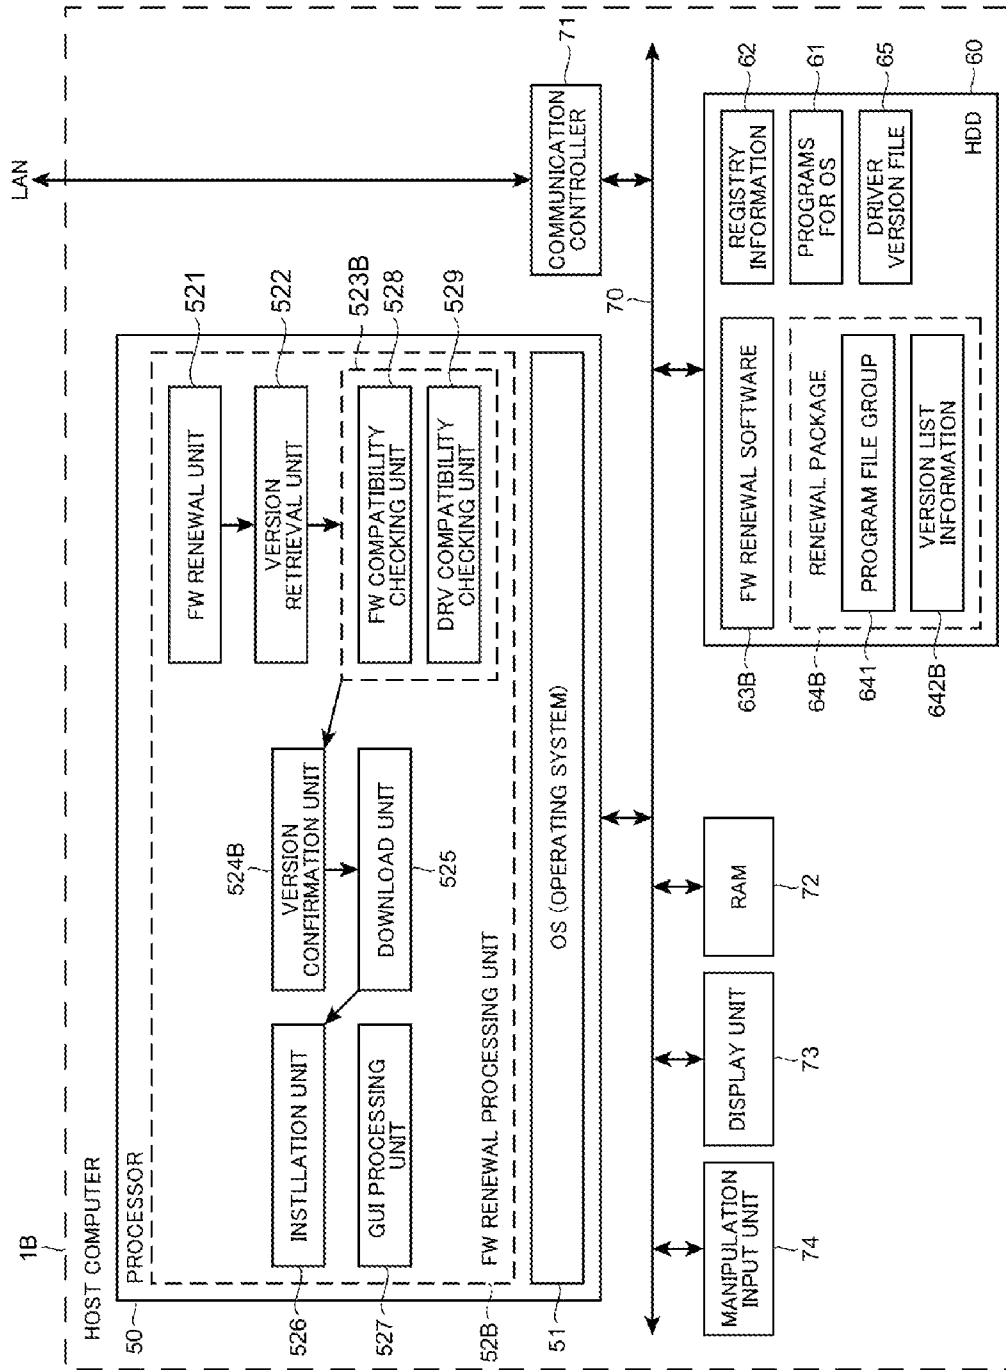 1B
HOST COMPUTER
LAN
50
PROCESSOR
526
INSTLLATION UNIT
527
GUI PROCESSING
UNIT
524B
VERSION
CONFIRMATION UNIT
DOWNLOAD UNIT
525
FW RENEWAL UNIT
521
VERSION
RETRIEVAL UNIT
522
523B
FW COMPATIBILITY
CHECKING UNIT
528
DRV COMPATIBILITY
CHECKING UNIT
529
52B
FW RENEWAL PROCESSING UNIT
51
OS (OPERATING SYSTEM)
COMMUNICATION
CONTROLLER
71
70
MANIPULATION
INPUT UNIT
74
DISPLAY UNIT
73
RAM
72
63B
FW RENEWAL SOFTWARE
64B
RENEWAL PACKAGE
641
PROGRAM FILE GROUP
642B
VERSION LIST
INFORMATION
REGISTRY
INFORMATION
62
PROGRAMS
FOR OS
61
DRIVER
VERSION FILE
65
HDD
60